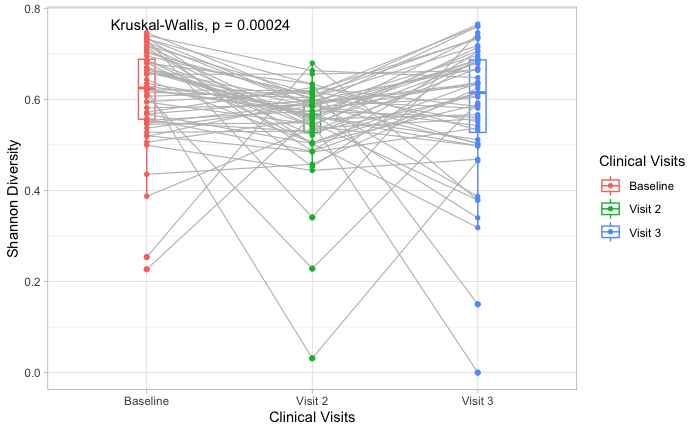 Kruskal-Wallis, p = 0.00024
0.8
0.6
0.4
0.2
0.0
Shannon Diversity
Baseline
Visit 2
Visit 3
Clinical Visits
Clinical Visits
Baseline
Visit 2
Visit 3